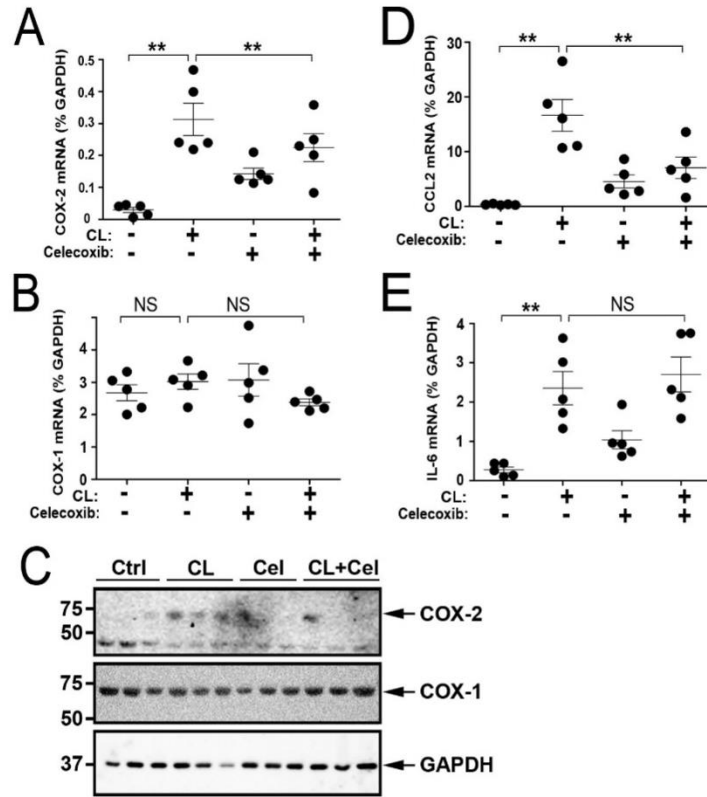 A
** **
COX-2 mRNA (% GAPDH)
0.5
0.4
0.3
0.2
0.1
0
CL: - + - +
Celecoxib: - - + +
B
NS NS
COX-1 mRNA (% GAPDH)
5
4
3
2
1
0
CL: - + - +
Celecoxib: - - + +
C
Ctrl CL Cel CL+Cel
75
50
COX-2
75
50
COX-1
37
GAPDH
D
** **
CCL2 mRNA (% GAPDH)
30
20
10
0
CL: - + - +
Celecoxib: - - + +
E
** NS
IL-6 mRNA (% GAPDH)
4
3
2
1
0
CL: - + - +
Celecoxib: - - + +